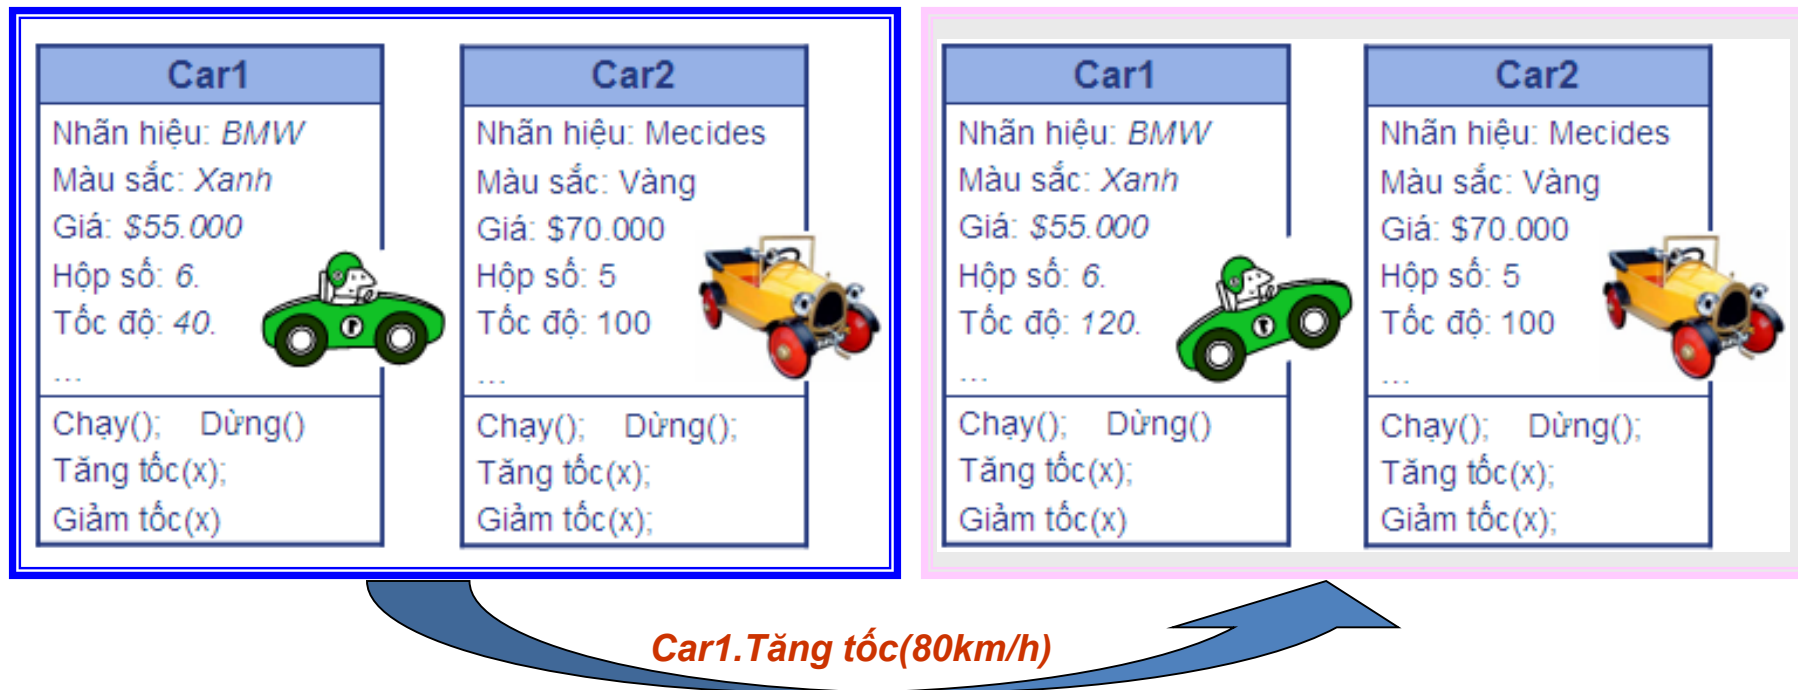 Car1
Nhãn hiệu: BMW
Màu sắc: Xanh
Giá: $55.000
Hộp số: 6.
Tốc độ: 40.
...
Chạy(); Dừng()
Tăng tốc(x);
Giảm tốc(x)
Car2
Nhãn hiệu: Mecides
Màu sắc: Vàng
Giá: $70.000
Hộp số: 5
Tốc độ: 100
...
Chạy(); Dừng();
Tăng tốc(x);
Giảm tốc(x);
Car1
Nhãn hiệu: BMW
Màu sắc: Xanh
Giá: $55.000
Hộp số: 6.
Tốc độ: 120.
...
Chạy(); Dừng()
Tăng tốc(x);
Giảm tốc(x)
Car2
Nhãn hiệu: Mecides
Màu sắc: Vàng
Giá: $70.000
Hộp số: 5
Tốc độ: 100
...
Chạy(); Dừng();
Tăng tốc(x);
Giảm tốc(x);
Car1.Tăng tốc(80km/h)